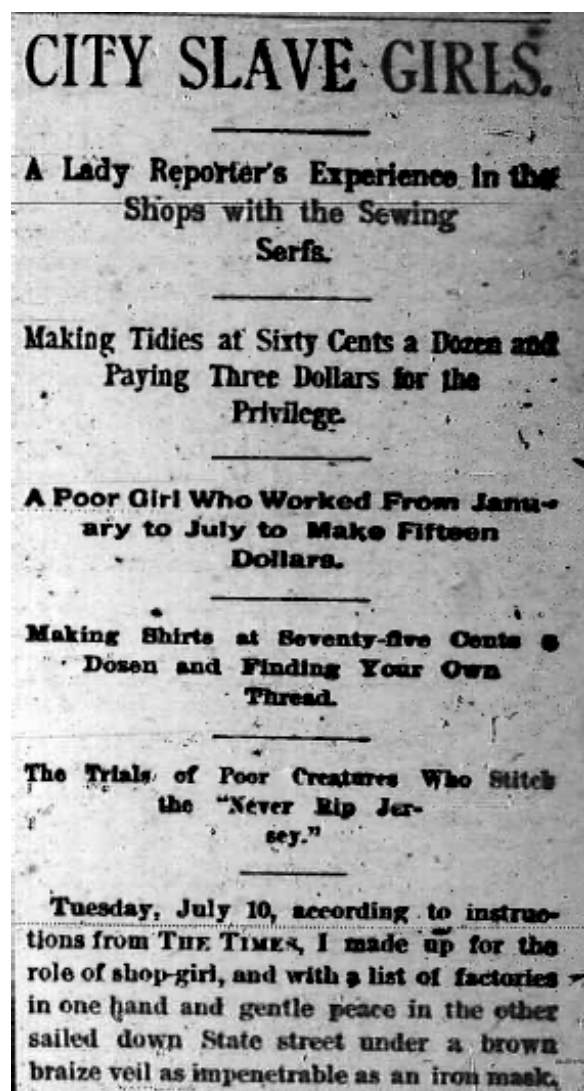 CITY SLAVE GIRLS.
A Lady Reporter's Experience in the
Shops with the Sewing
Serfs.
Making Tidies at Sixty Cents a Dozen and
Paying Three Dollars for the
Privilege.
A Poor Girl Who Worked From Janu-
ary to July to Make Fifteen
Dollars.
Making Shirts at Seventy-five Cents a
Dozen and Finding Your Own
Thread.
The Trials of Poor Creatures Who Stitch
the "Never Rip Jer-
sey."
Tuesday, July 10, according to instruc-
tions from THE TIMES, I made up for the
role of shop-girl, and with a list of factories
in one hand and gentle peace in the other
sailed down State street under a brown
braize veil as impenetrable as an iron mask.